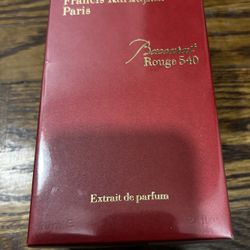 Francis Kurkdjian
Paris
Baccarat
Rouge 540
Extrait de parfum